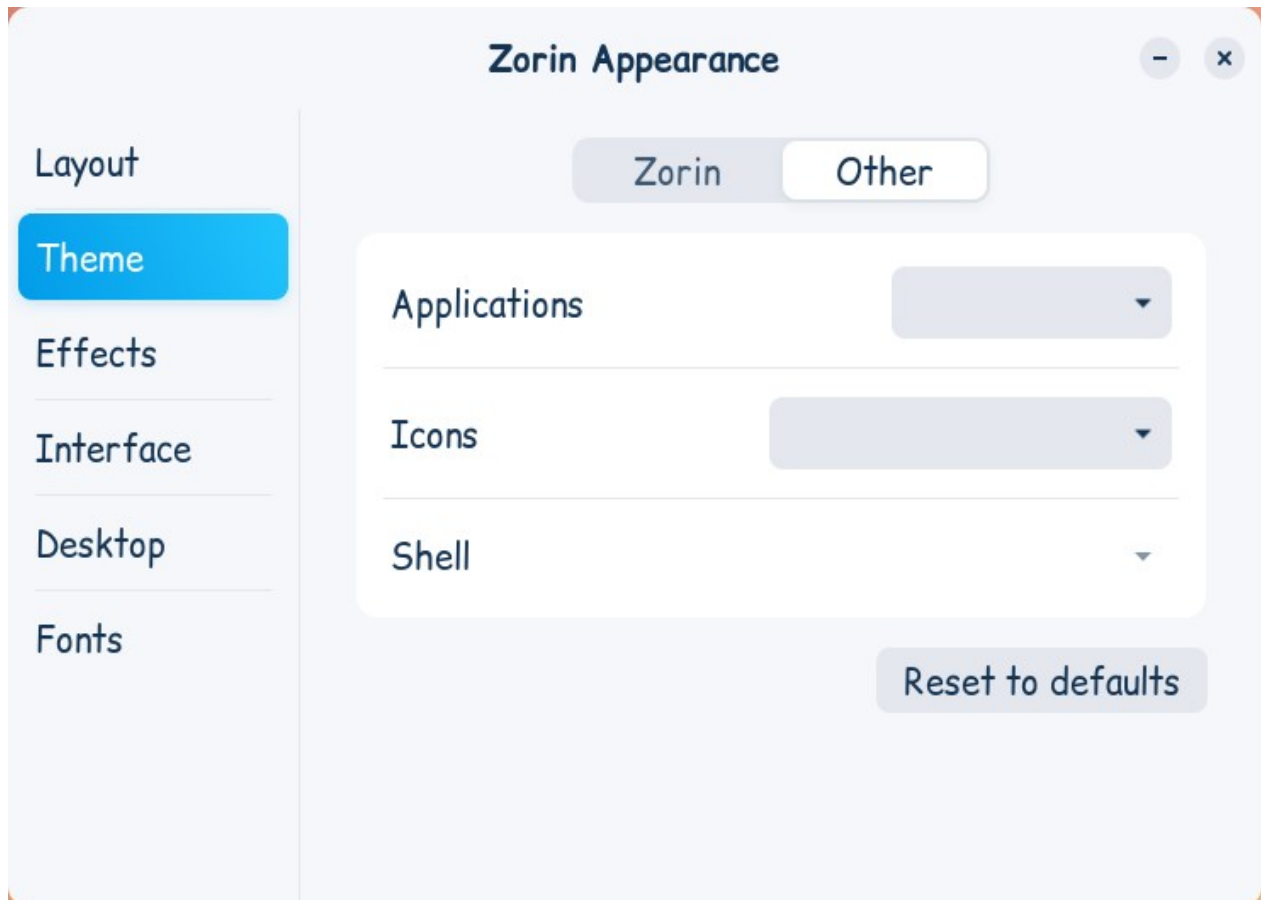 Zorin Appearance
Layout
Theme
Effects
Interface
Desktop
Fonts
Zorin
Other
Applications
Icons
Shell
Reset to defaults